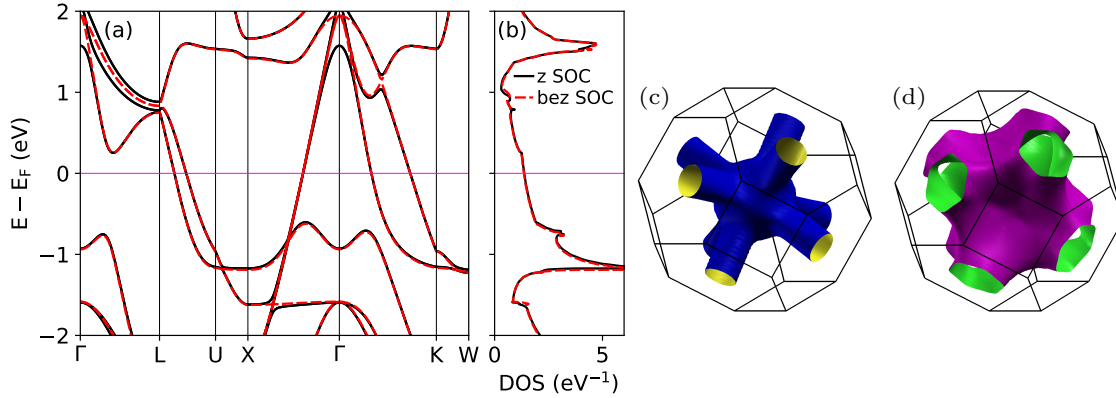 (a)
(b)
(c)
(d)
2
1
0
−1
−2
E − E_F (eV)
Γ L U X Γ K W
z SOC
bez SOC
0 5
DOS (eV⁻¹)